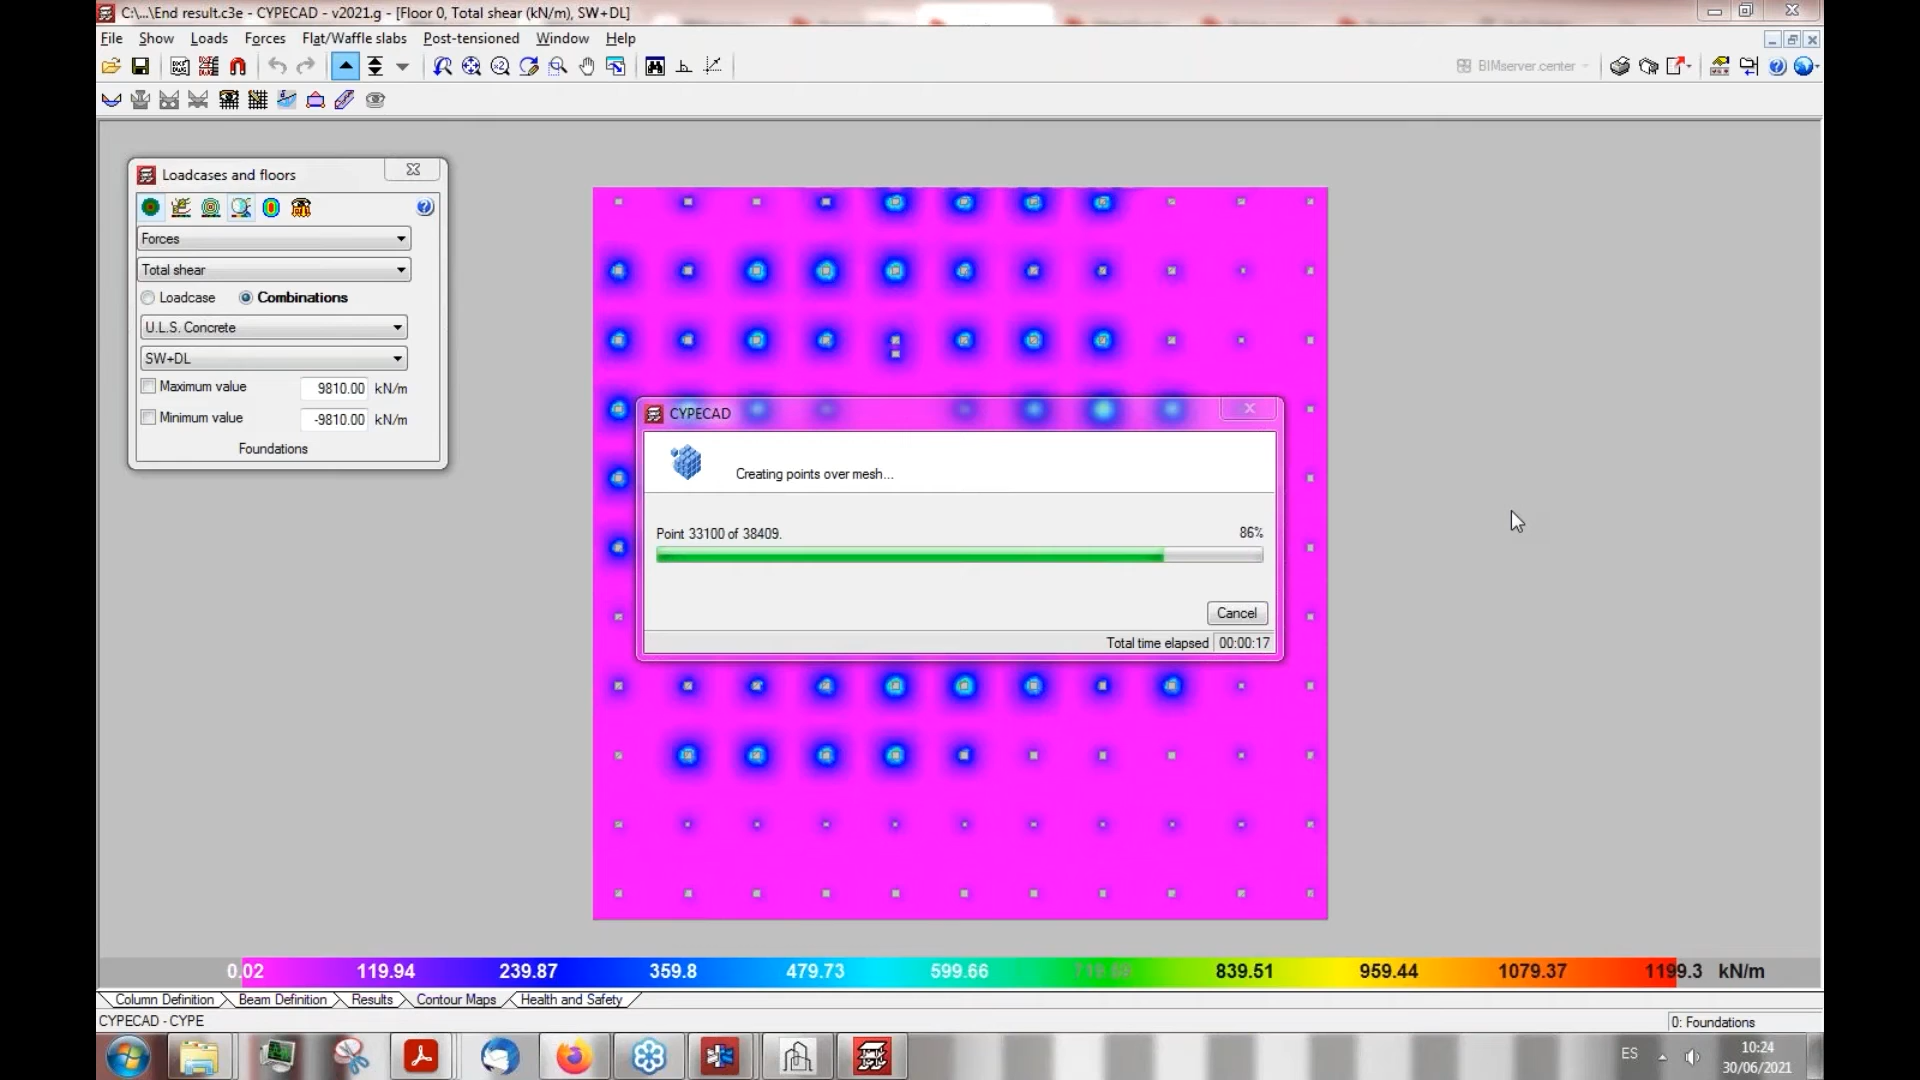 C:\...\End result.c3e - CYPECAD - v2021.g - [Floor 0, Total shear (kN/m), SW+DL]
File Show Loads Forces Flat/Waffle slabs Post-tensioned Window Help
BIMserver.center
Loadcases and floors
Forces
Total shear
Loadcase Combinations
U.L.S. Concrete
SW+DL
Maximum value 9810.00 kN/m
Minimum value -9810.00 kN/m
Foundations
CYPECAD
Creating points over mesh...
Point 33100 of 38409. 86%
Cancel
Total time elapsed 00:00:17
0.02 119.94 239.87 359.8 479.73 599.66 839.51 959.44 1079.37 1199.3 kN/m
Column Definition Beam Definition Results Contour Maps Health and Safety
CYPECAD - CYPE 0: Foundations
ES 10:24
30/06/2021